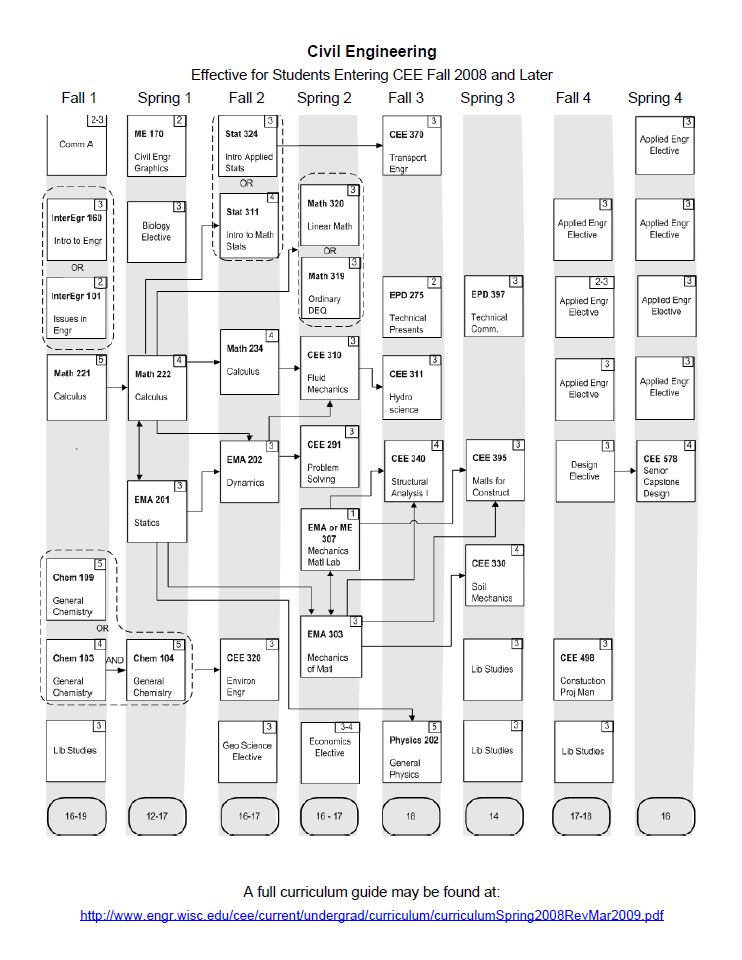 Civil Engineering
Effective for Students Entering CEE Fall 2008 and Later
Fall 1
Spring 1
Fall 2
Spring 2
Fall 3
Spring 3
Fall 4
Spring 4
2-3
Comm A
2
ME 170
Civil Engr
Graphics
3
Stat 324
Intro Applied
Stats
OR
4
Stat 311
Intro to Math
Stats
3
CEE 370
Transport
Engr
3
Applied Engr
Elective
3
InterEgr 160
Intro to Engr
OR
2
InterEgr 101
Issues in
Engr
3
Biology
Elective
3
Math 320
Linear Math
OR
3
Math 319
Ordinary
DEQ
3
Applied Engr
Elective
3
Applied Engr
Elective
2
EPD 275
Technical
Presents
3
EPD 397
Technical
Comm.
2-3
Applied Engr
Elective
3
Applied Engr
Elective
5
Math 221
Calculus
4
Math 222
Calculus
4
Math 234
Calculus
3
CEE 310
Fluid
Mechanics
3
CEE 311
Hydro
science
3
Applied Engr
Elective
3
Applied Engr
Elective
3
EMA 201
Statics
3
EMA 202
Dynamics
3
CEE 291
Problem
Solving
4
CEE 340
Structural
Analysis I
3
CEE 395
Matls for
Construct
3
Design
Elective
4
CEE 578
Senior
Capstone
Design
1
EMA or ME
307
Mechanics
Matl Lab
4
CEE 330
Soil
Mechanics
5
Chem 109
General
Chemistry
OR
4
Chem 103
General
Chemistry
AND
5
Chem 104
General
Chemistry
3
CEE 320
Environ
Engr
3
EMA 303
Mechanics
of Matl
3
Lib Studies
3
CEE 498
Constuction
Proj Man
3
Lib Studies
3
Geo Science
Elective
3-4
Economics
Elective
5
Physics 202
General
Physics
3
Lib Studies
3
Lib Studies
16-19
12-17
16-17
16 - 17
18
14
17-18
16
A full curriculum guide may be found at:
http://www.engr.wisc.edu/cee/current/undergrad/curriculum/curriculumSpring2008RevMar2009.pdf